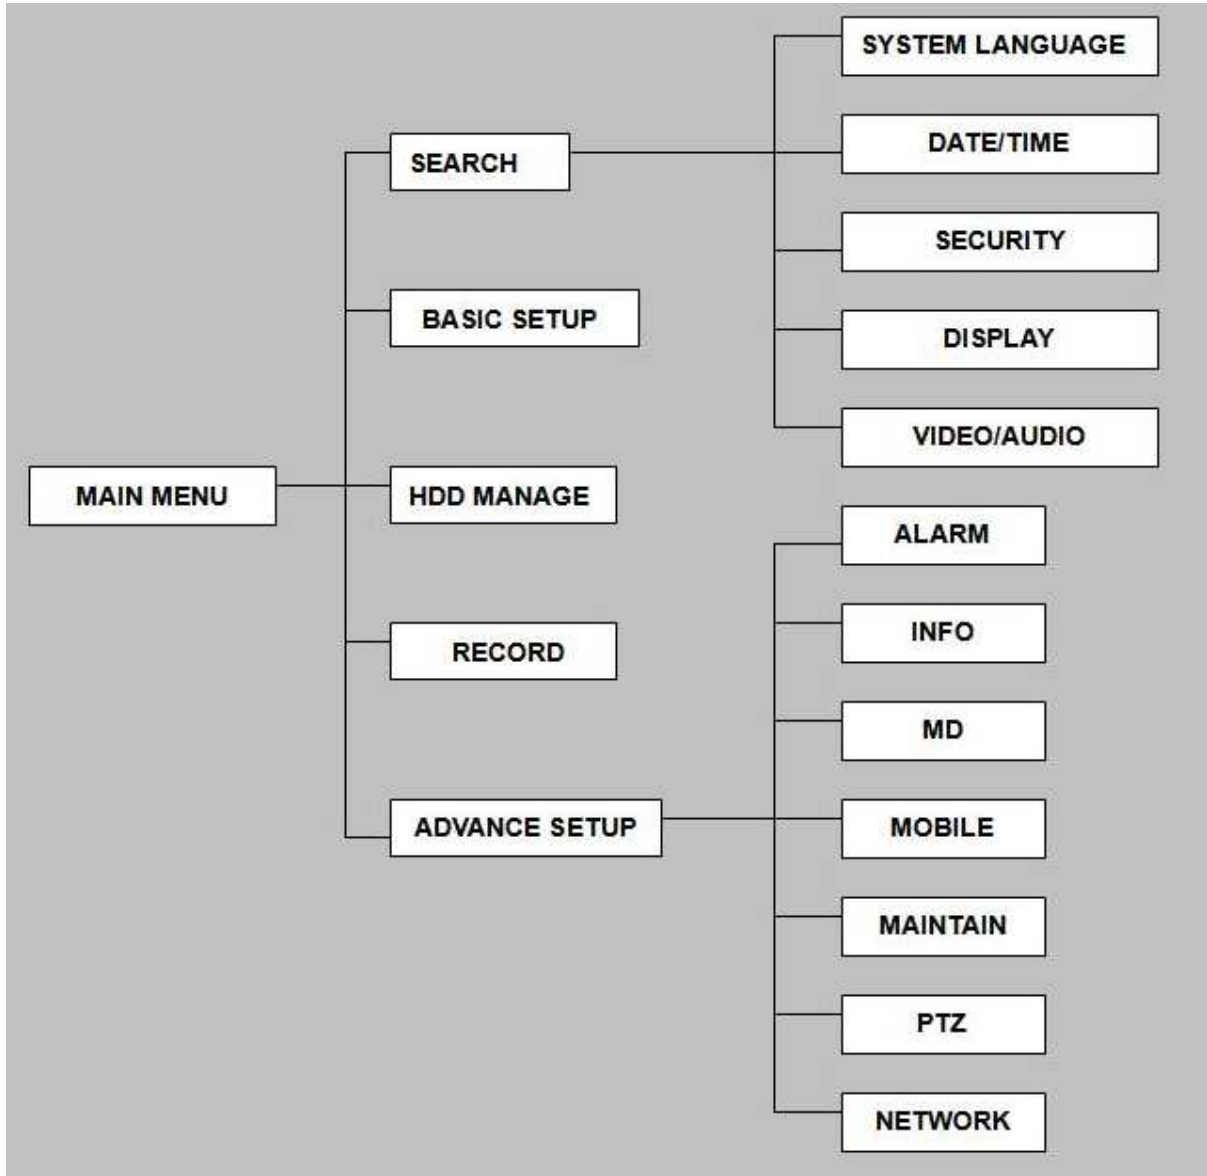 MAIN MENU
SEARCH
BASIC SETUP
HDD MANAGE
RECORD
ADVANCE SETUP
SYSTEM LANGUAGE
DATE/TIME
SECURITY
DISPLAY
VIDEO/AUDIO
ALARM
INFO
MD
MOBILE
MAINTAIN
PTZ
NETWORK